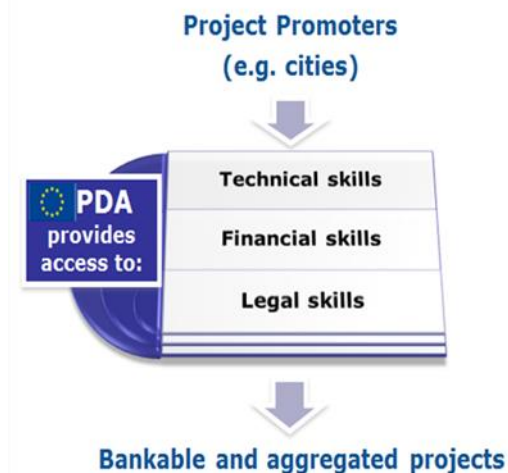 Project Promoters
(e.g. cities)
PDA
provides
access to:
Technical skills
Financial skills
Legal skills
Bankable and aggregated projects